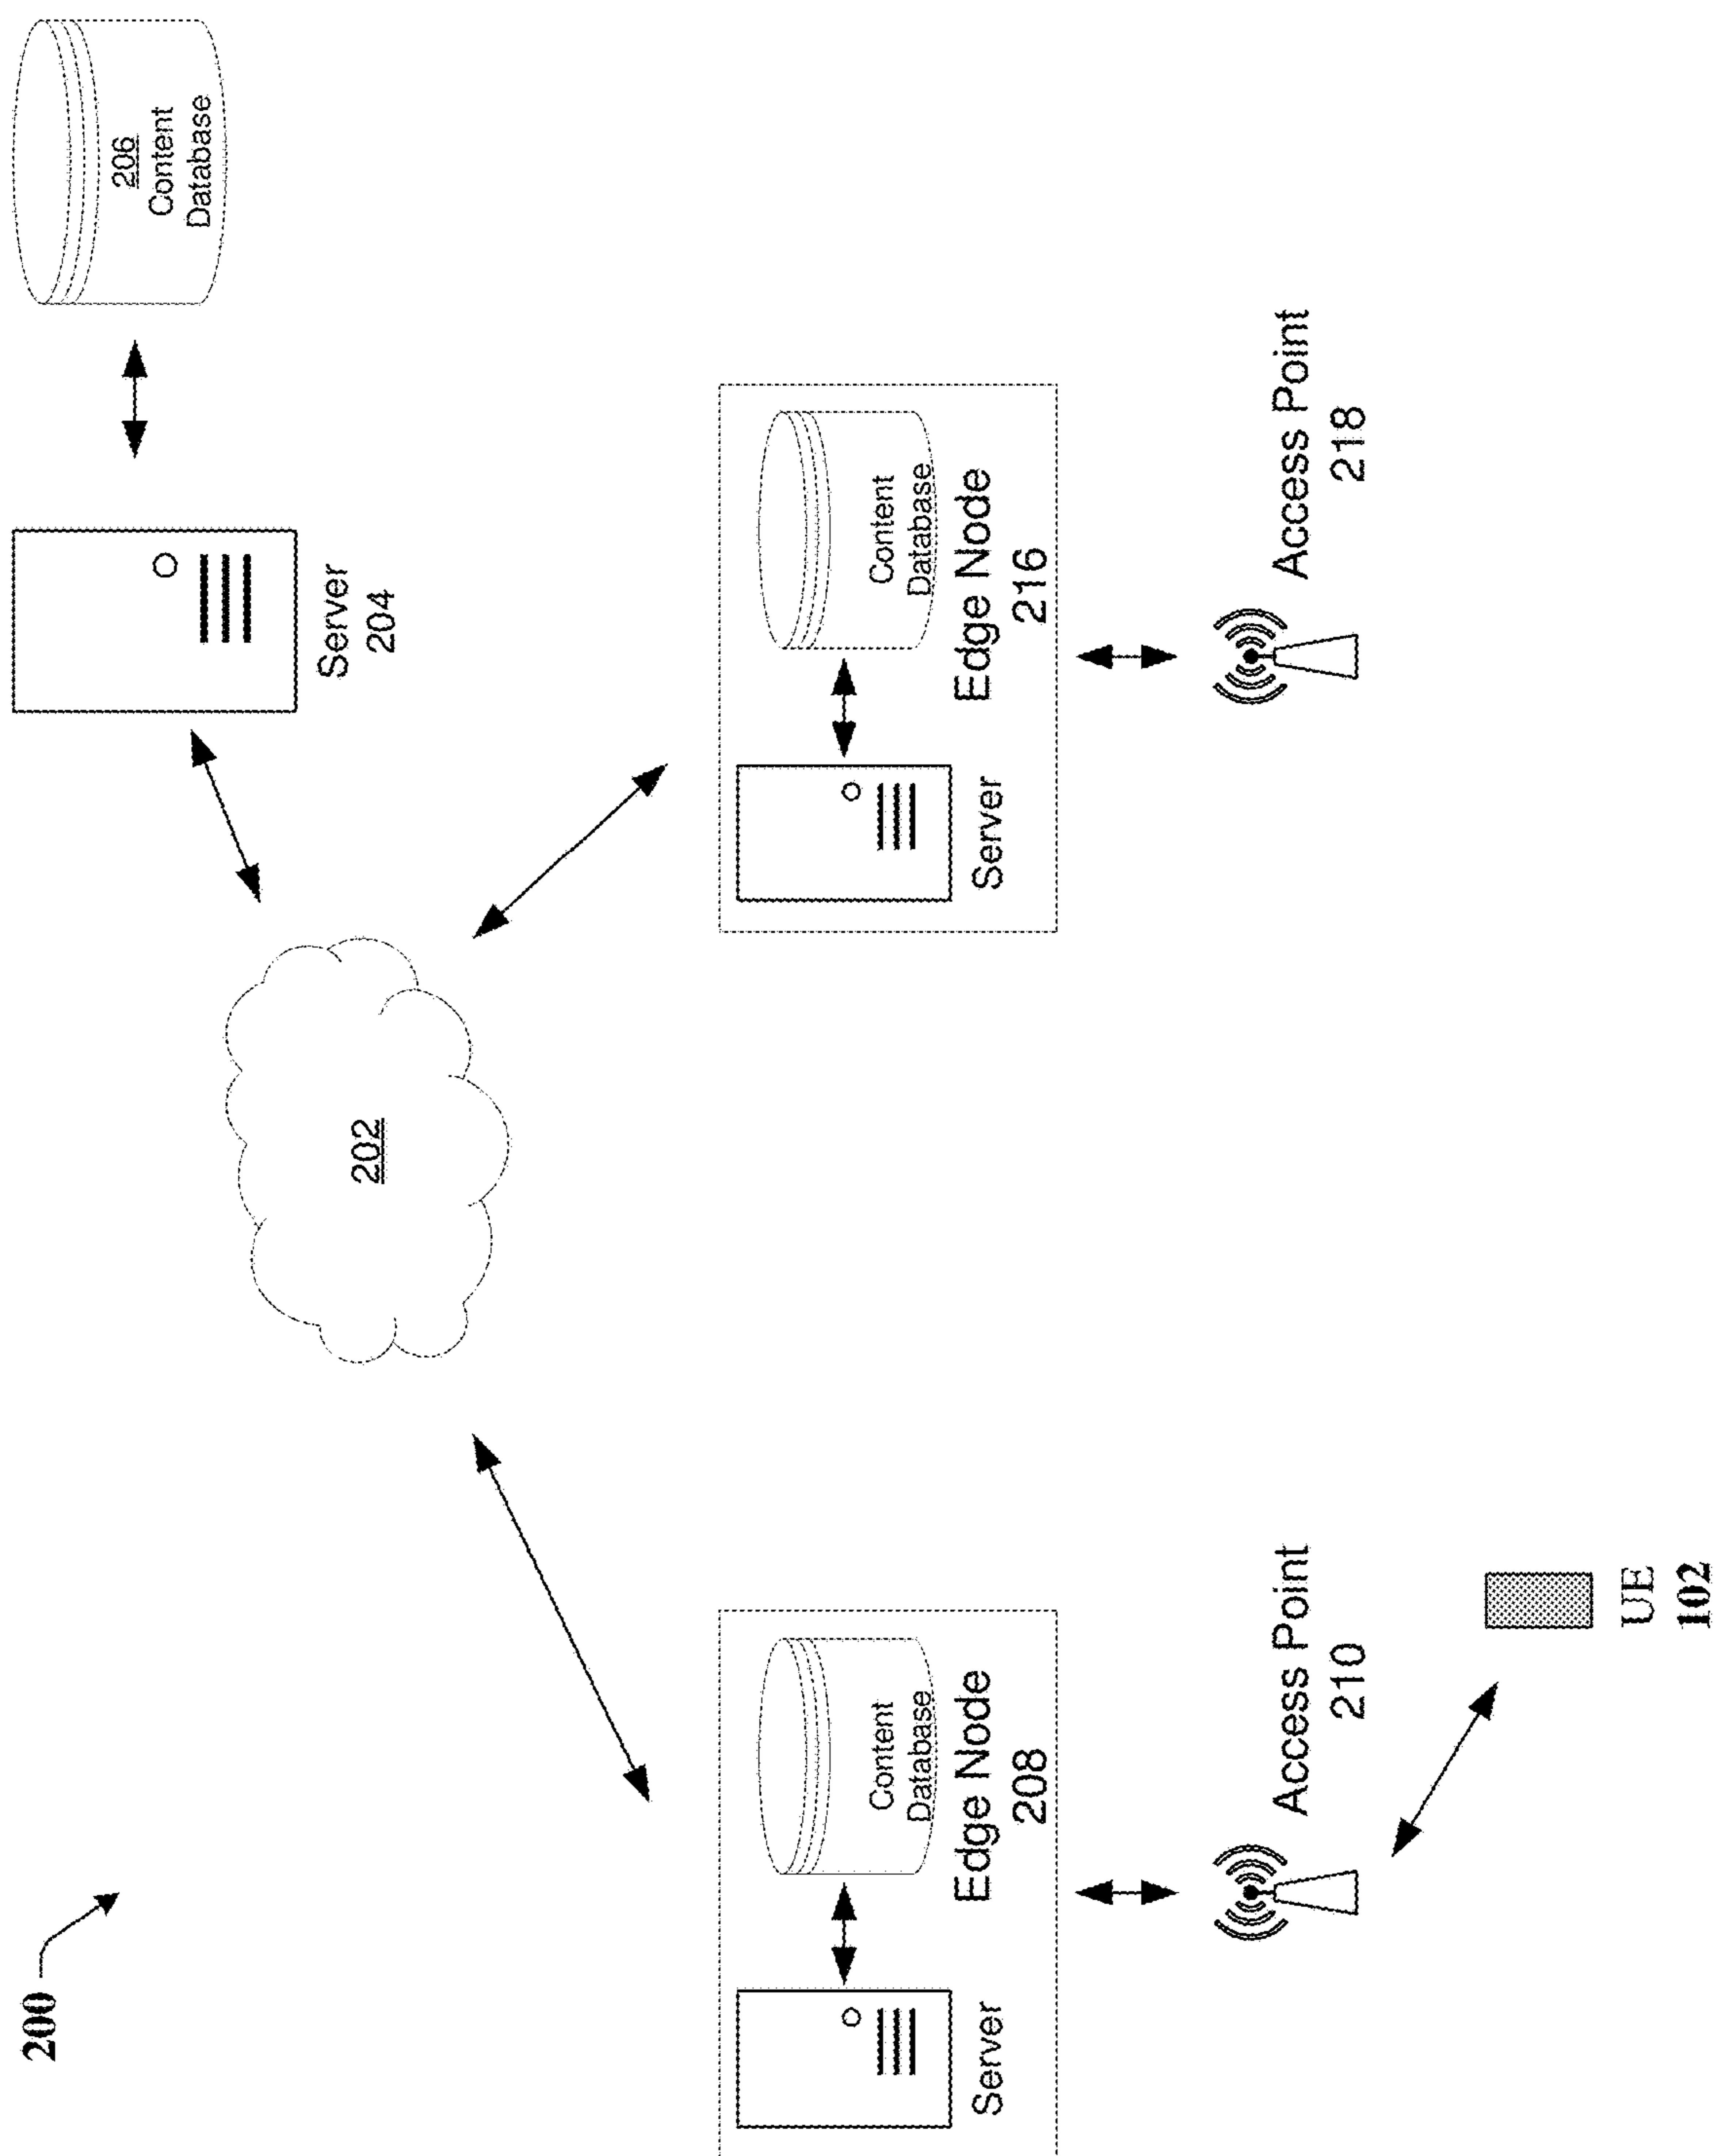 200
206
Content
Database
Server
204
202
Server
Content
Database
Edge Node
208
Server
Content
Database
Edge Node
216
Access Point
210
Access Point
218
UE
102